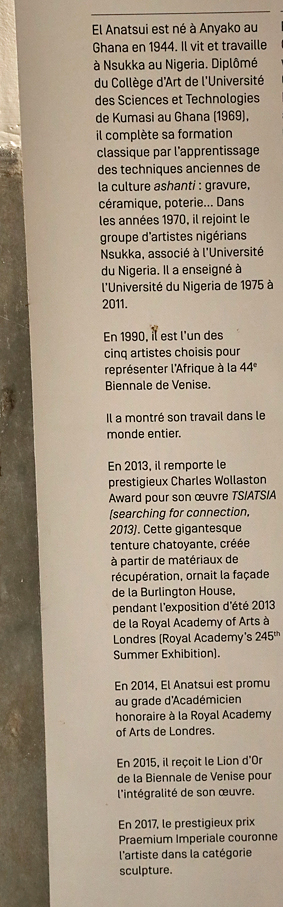 El Anatsui est né à Anyako au
Ghana en 1944. Il vit et travaille
à Nsukka au Nigeria. Diplômé
du Collège d'Art de l'Université
des Sciences et Technologies
de Kumasi au Ghana (1969),
il complète sa formation
classique par l'apprentissage
des techniques anciennes de
la culture ashanti : gravure,
céramique, poterie... Dans
les années 1970, il rejoint le
groupe d'artistes nigérians
Nsukka, associé à l'Université
du Nigeria. Il a enseigné à
l'Université du Nigeria de 1975 à
2011.
En 1990, il est l'un des
cinq artistes choisis pour
représenter l'Afrique à la 44e
Biennale de Venise.
Il a montré son travail dans le
monde entier.
En 2013, il remporte le
prestigieux Charles Wollaston
Award pour son œuvre TSIATSIA
(searching for connection,
2013). Cette gigantesque
tenture chatoyante, créée
à partir de matériaux de
récupération, ornait la façade
de la Burlington House,
pendant l'exposition d'été 2013
de la Royal Academy of Arts à
Londres (Royal Academy's 245th
Summer Exhibition).
En 2014, El Anatsui est promu
au grade d'Académicien
honoraire à la Royal Academy
of Arts de Londres.
En 2015, il reçoit le Lion d'Or
de la Biennale de Venise pour
l'intégralité de son œuvre.
En 2017, le prestigieux prix
Praemium Imperiale couronne
l'artiste dans la catégorie
sculpture.